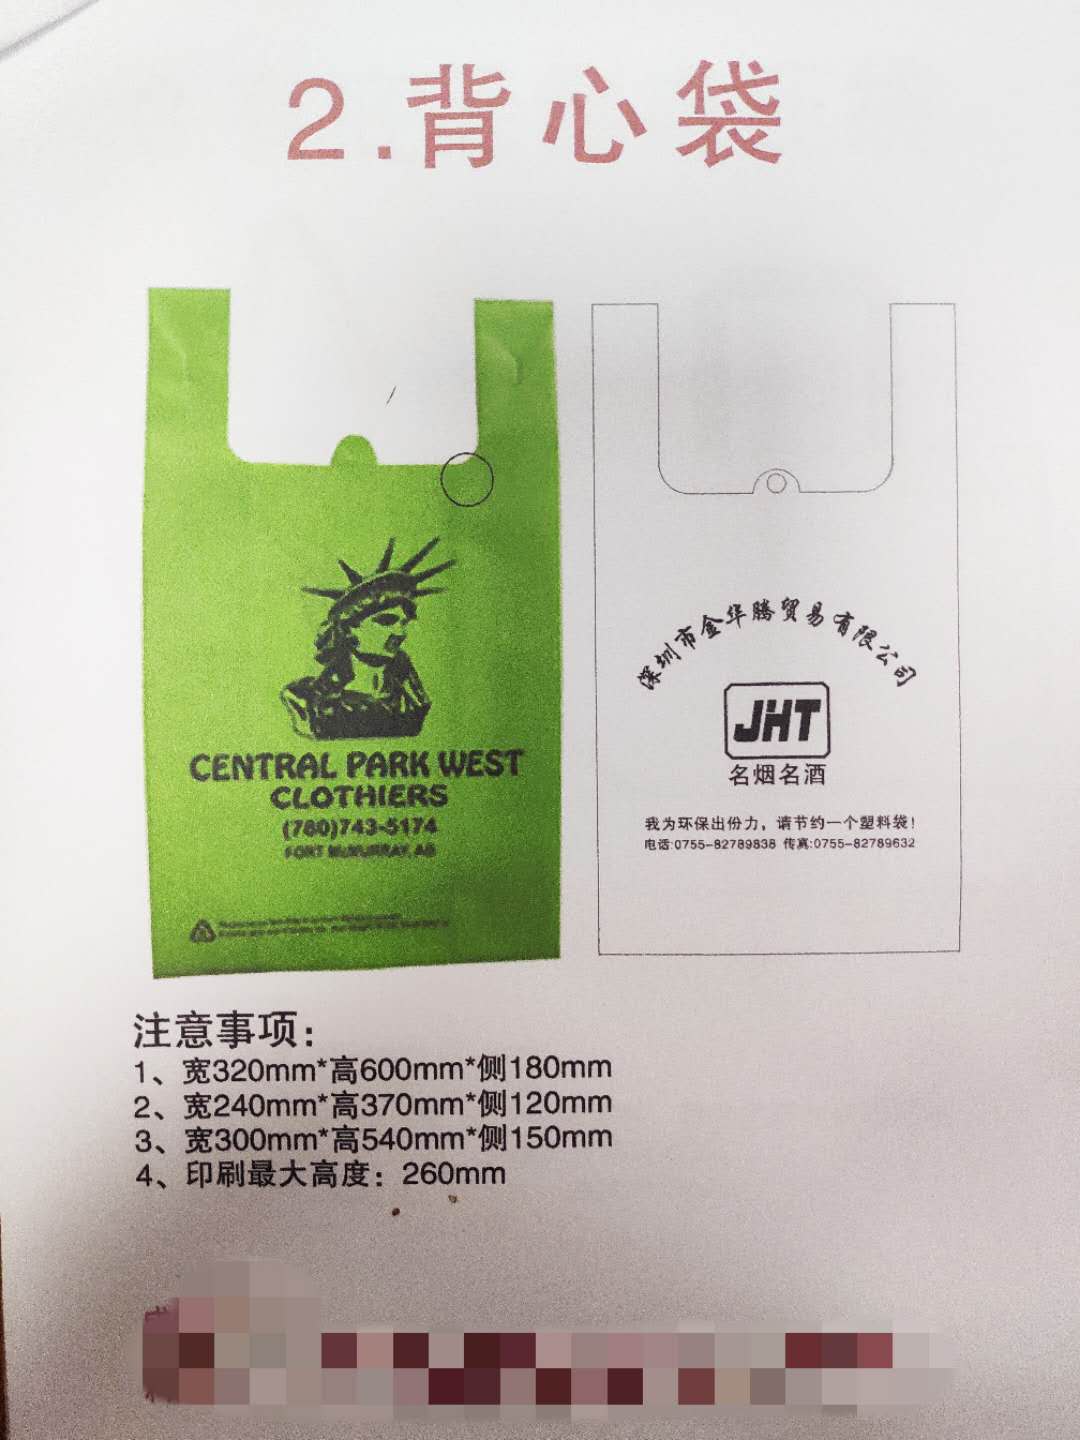 2.背心袋
CENTRAL PARK WEST
CLOTHIERS
(780)743-5174
FORT McMURRAY, AB
深圳市金华腾贸易有限公司
JHT
名烟名酒
我为环保出份力，请节约一个塑料袋！
电话:0755-82789838 传真:0755-82789632
注意事项：
1、宽320mm*高600mm*侧180mm
2、宽240mm*高370mm*侧120mm
3、宽300mm*高540mm*侧150mm
4、印刷最大高度：260mm